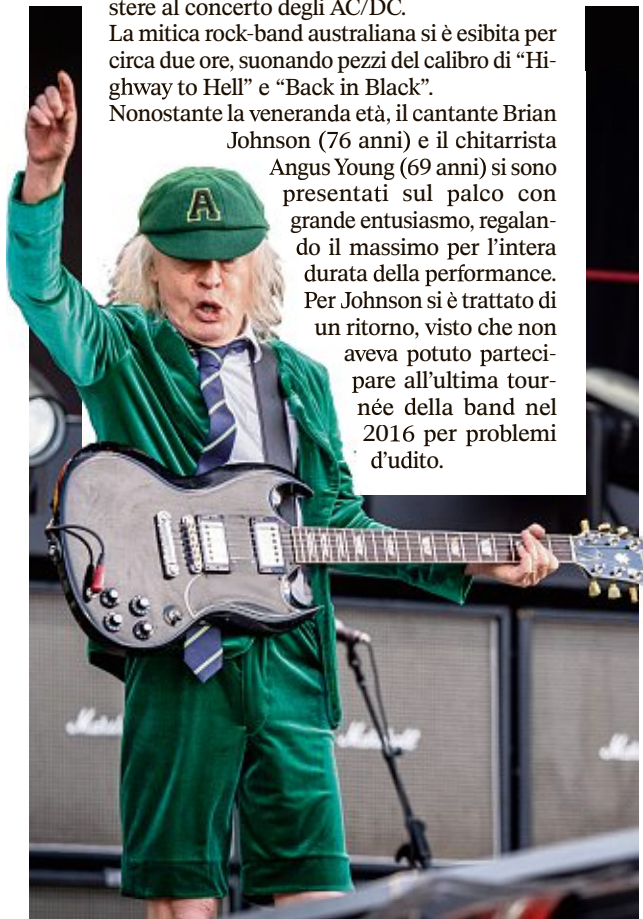 stere al concerto degli AC/DC.
La mitica rock-band australiana si è esibita per
circa due ore, suonando pezzi del calibro di “Hi-
ghway to Hell” e “Back in Black”.
Nonostante la veneranda età, il cantante Brian
Johnson (76 anni) e il chitarrista
Angus Young (69 anni) si sono
presentati sul palco con
grande entusiasmo, regalan-
do il massimo per l’intera
durata della performance.
Per Johnson si è trattato di
un ritorno, visto che non
aveva potuto parteci-
pare all’ultima tour-
née della band nel
2016 per problemi
d’udito.
A
Marshall
Marshall